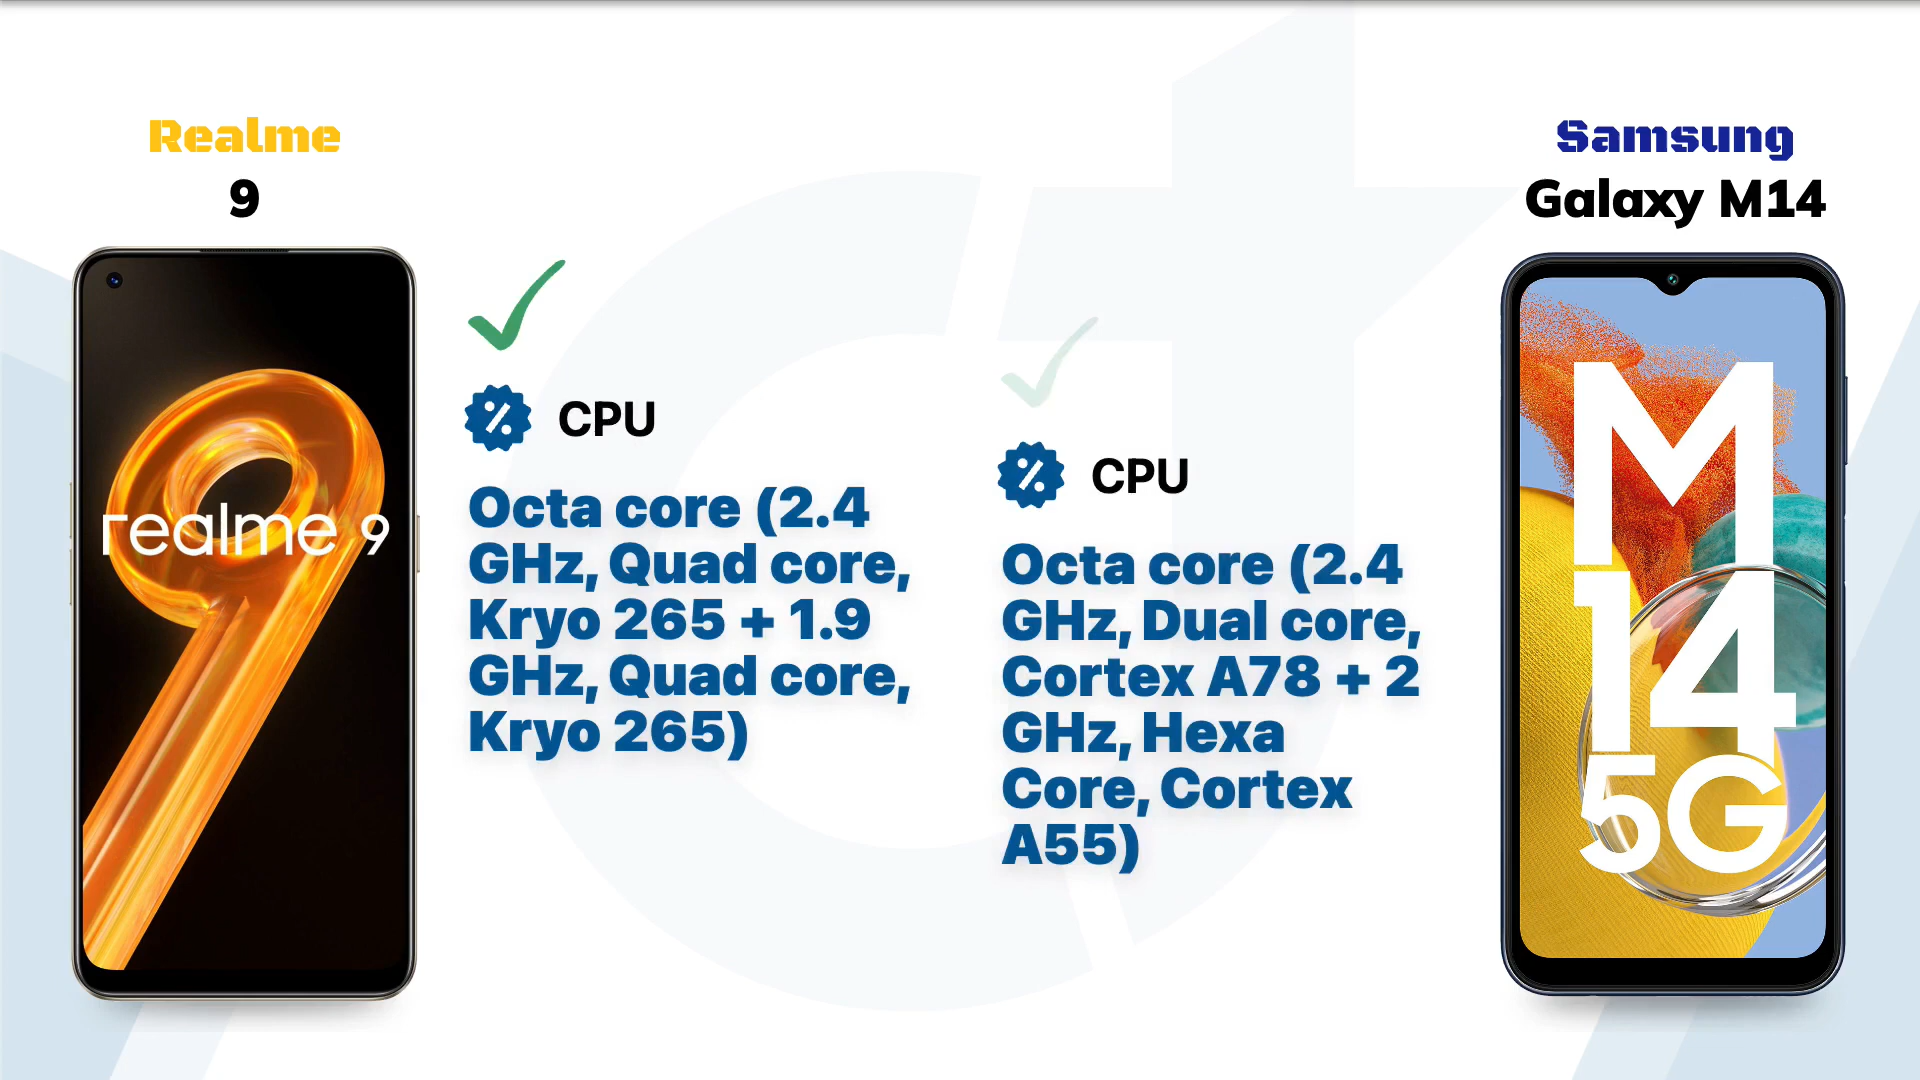 Realme
9
realme 9
CPU
Octa core (2.4
GHz, Quad core,
Kryo 265 + 1.9
GHz, Quad core,
Kryo 265)
CPU
Octa core (2.4
GHz, Dual core,
Cortex A78 + 2
GHz, Hexa
Core, Cortex
A55)
Samsung
Galaxy M14
M
14
5G